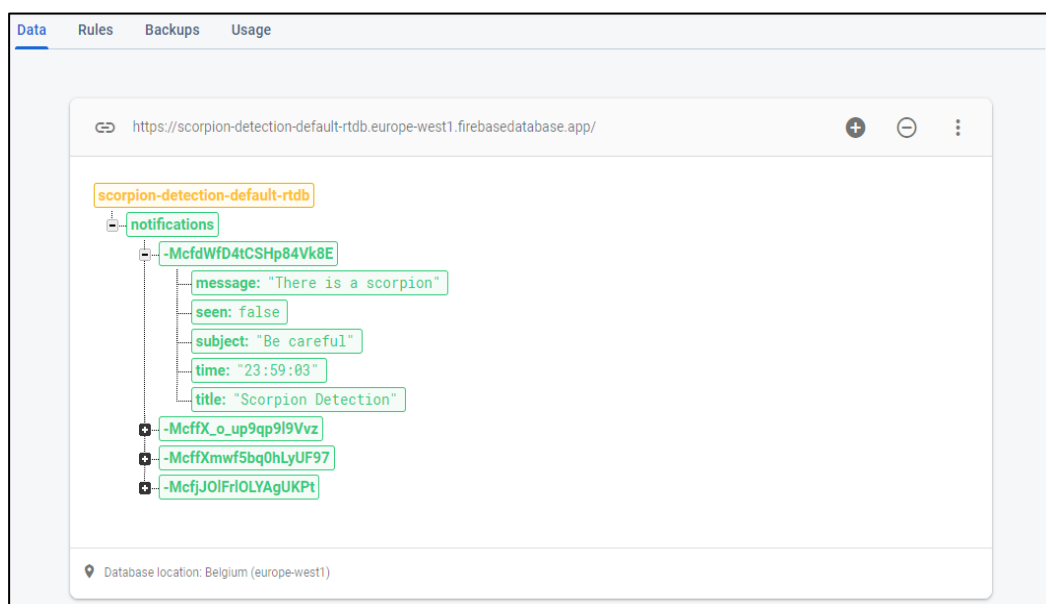 Data Rules Backups Usage
https://scorpion-detection-default-rtdb.europe-west1.firebasedatabase.app/
scorpion-detection-default-rtdb
notifications
-McfdWfD4tCSHp84Vk8E
message: "There is a scorpion"
seen: false
subject: "Be careful"
time: "23:59:03"
title: "Scorpion Detection"
-McffX_o_up9qp9l9Vvz
-McffXmwf5bq0hLyUF97
-McfjJOlFrlOLYAgUKPt
Database location: Belgium (europe-west1)